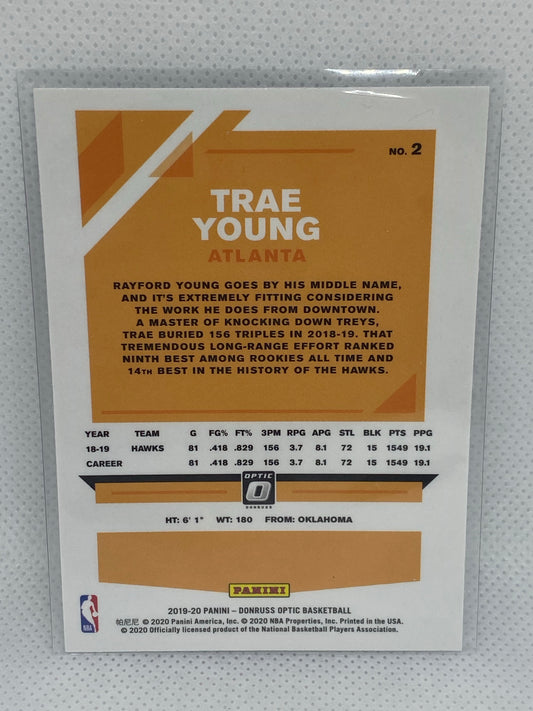 NO. 2
TRAE
YOUNG
ATLANTA
RAYFORD YOUNG GOES BY HIS MIDDLE NAME,
AND IT'S EXTREMELY FITTING CONSIDERING
THE WORK HE DOES FROM DOWNTOWN.
A MASTER OF KNOCKING DOWN TREYS,
TRAE BURIED 156 TRIPLES IN 2018-19. THAT
TREMENDOUS LONG-RANGE EFFORT RANKED
NINTH BEST AMONG ROOKIES ALL TIME AND
14TH BEST IN THE HISTORY OF THE HAWKS.
YEAR TEAM G FG% FT% 3PM RPG APG STL BLK PTS PPG
18-19 HAWKS 81 .418 .829 156 3.7 8.1 72 15 1549 19.1
CAREER 81 .418 .829 156 3.7 8.1 72 15 1549 19.1
OPTIC
DONRUSS
HT: 6' 1" WT: 180 FROM: OKLAHOMA
PANINI
2019-20 PANINI – DONRUSS OPTIC BASKETBALL
帕尼尼 © 2020 Panini America, Inc. © 2020 NBA Properties, Inc. Printed in the USA.
© 2020 Officially licensed product of the National Basketball Players Association.
NBA